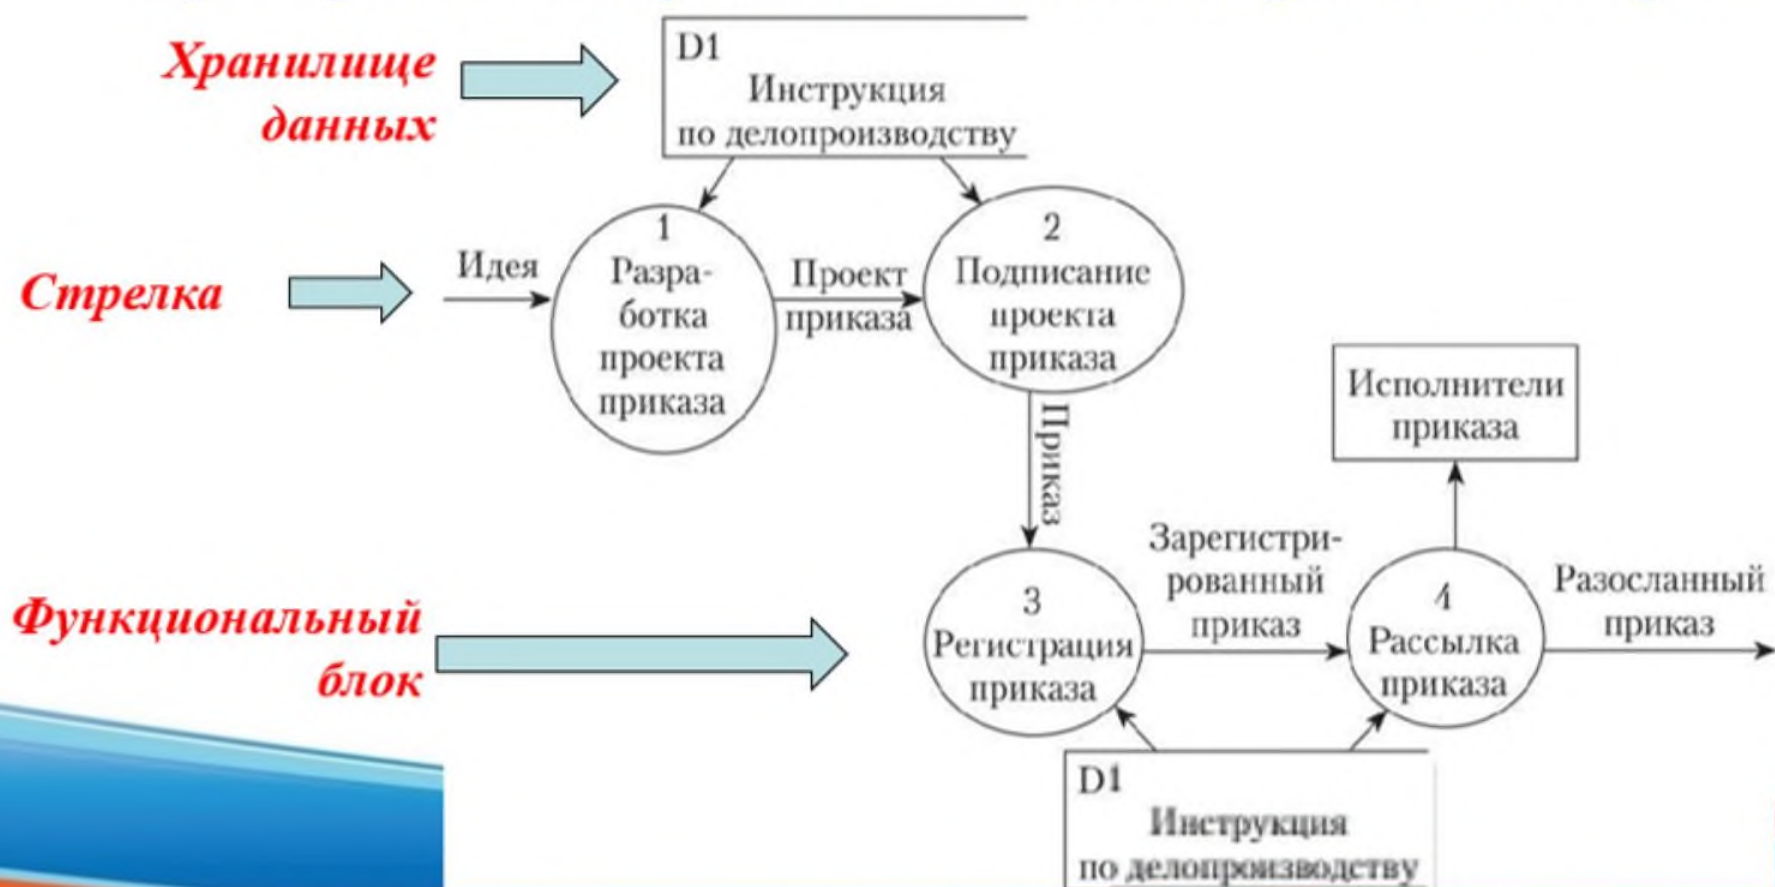 Хранилище
данных
D1
Инструкция
по делопроизводству
Стрелка
Идея
1
Разра-
ботка
проекта
приказа
Проект
приказа
2
Подписание
проекта
приказа
Приказ
Исполнители
приказа
Функциональный
блок
3
Регистрация
приказа
Зарегистри-
рованный
приказ
4
Рассылка
приказа
Разосланный
приказ
D1
Инструкция
по делопроизводству